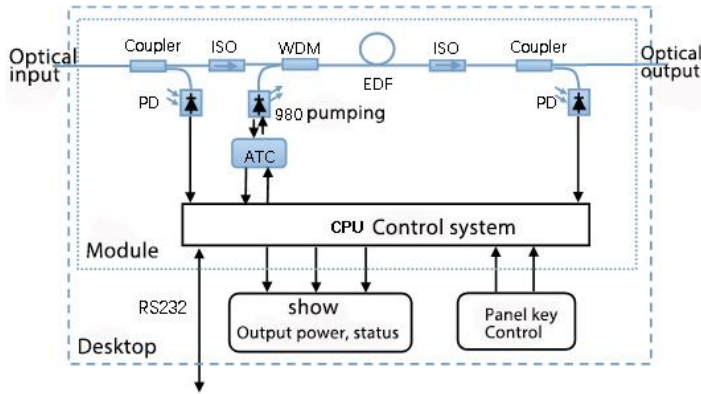 Coupler
ISO
WDM
ISO
Coupler
Optical
input
Optical
output
EDF
PD
980 pumping
PD
ATC
CPU Control system
Module
RS232
show
Output power, status
Panel key
Control
Desktop